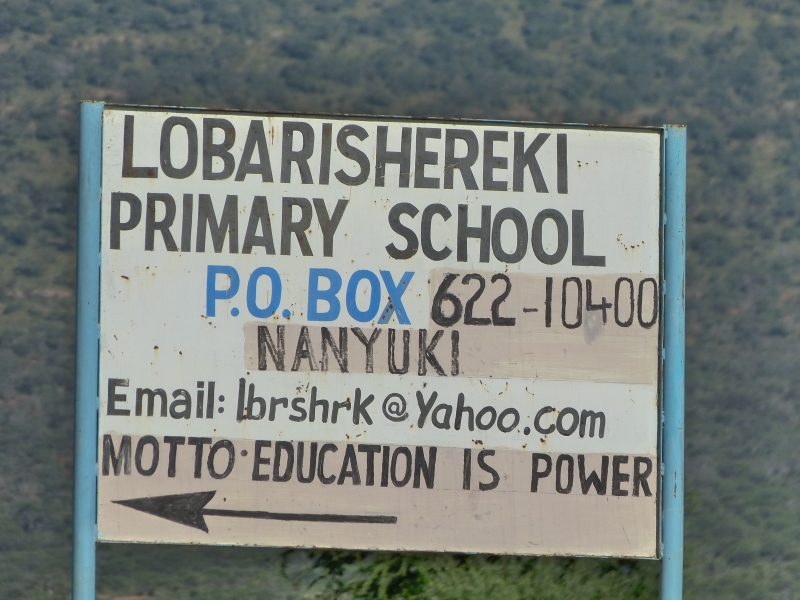 LOBARISHEREKI
PRIMARY SCHOOL
P.O. BOX 622-10400
NANYUKI
Email: lbrshrk@Yahoo.com
MOTTO·EDUCATION IS POWER